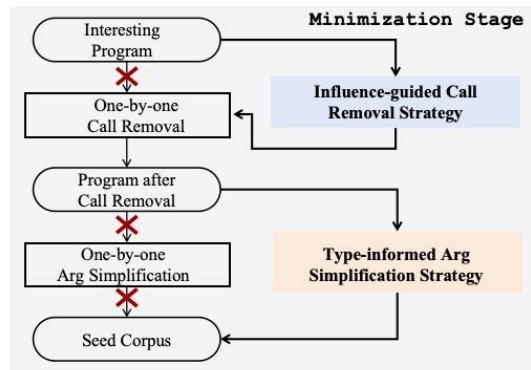 Minimization Stage
Interesting
Program
Influence-guided Call
Removal Strategy
One-by-one
Call Removal
Program after
Call Removal
One-by-one
Arg Simplification
Type-informed Arg
Simplification Strategy
Seed Corpus